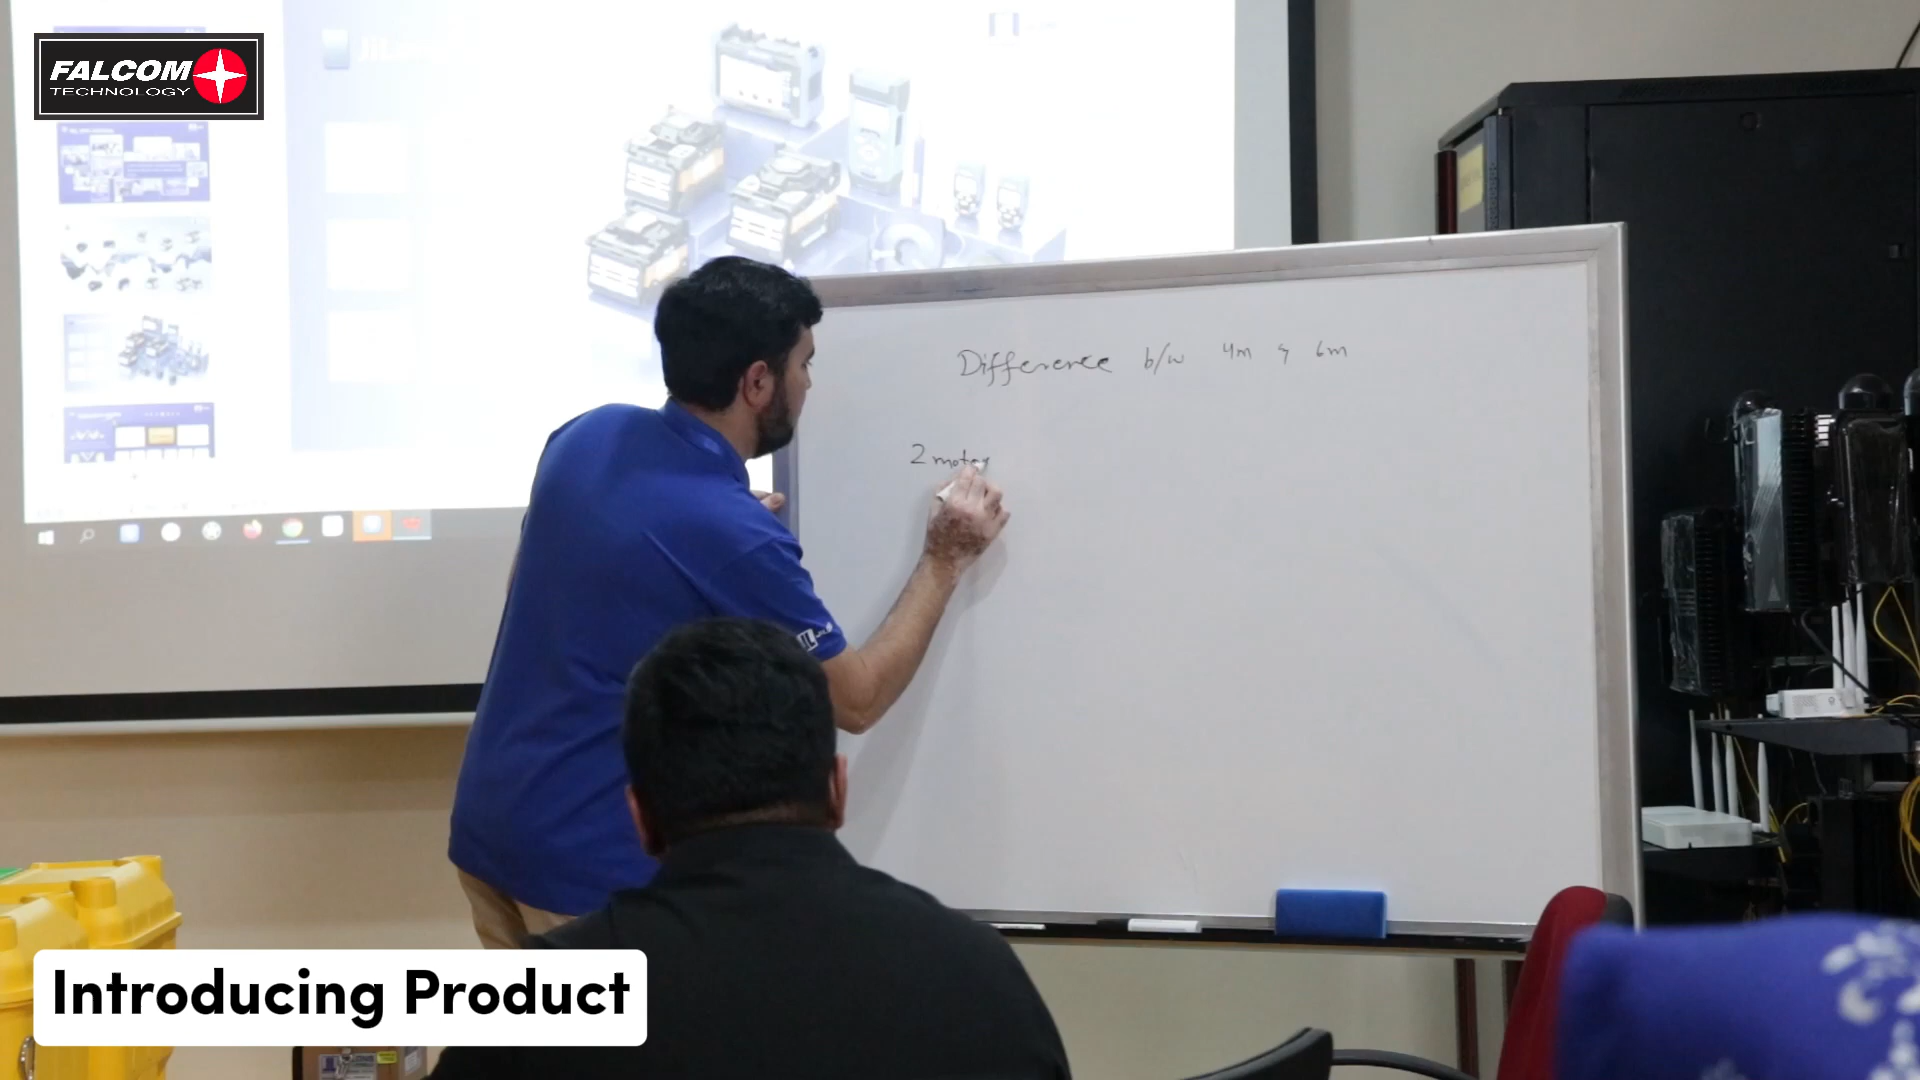 FALCOM
TECHNOLOGY
Difference b/w 4m & 6m
2 motor
Introducing Product